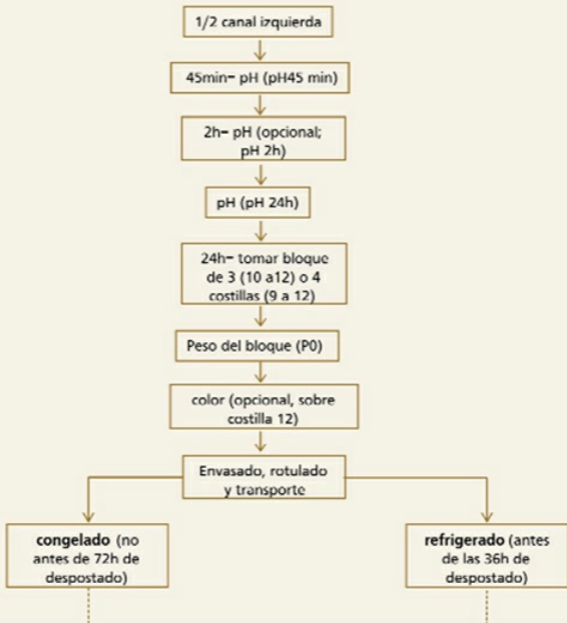 1/2 canal izquierda
45min– pH (pH45 min)
2h– pH (opcional;
pH 2h)
pH (pH 24h)
24h– tomar bloque
de 3 (10 a12) o 4
costillas (9 a 12)
Peso del bloque (P0)
color (opcional, sobre
costilla 12)
Envasado, rotulado
y transporte
congelado (no
antes de 72h de
despostado)
refrigerado (antes
de las 36h de
despostado)